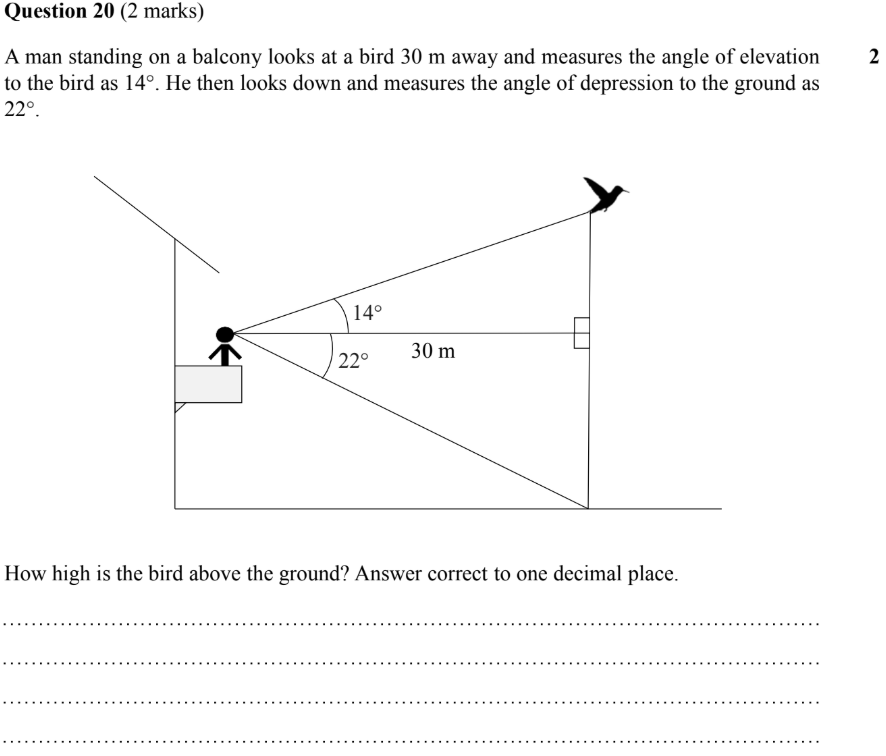 Question 20 (2 marks)
A man standing on a balcony looks at a bird 30 m away and measures the angle of elevation 2
to the bird as 14°. He then looks down and measures the angle of depression to the ground as
22°.
14°
22°
30 m
How high is the bird above the ground? Answer correct to one decimal place.